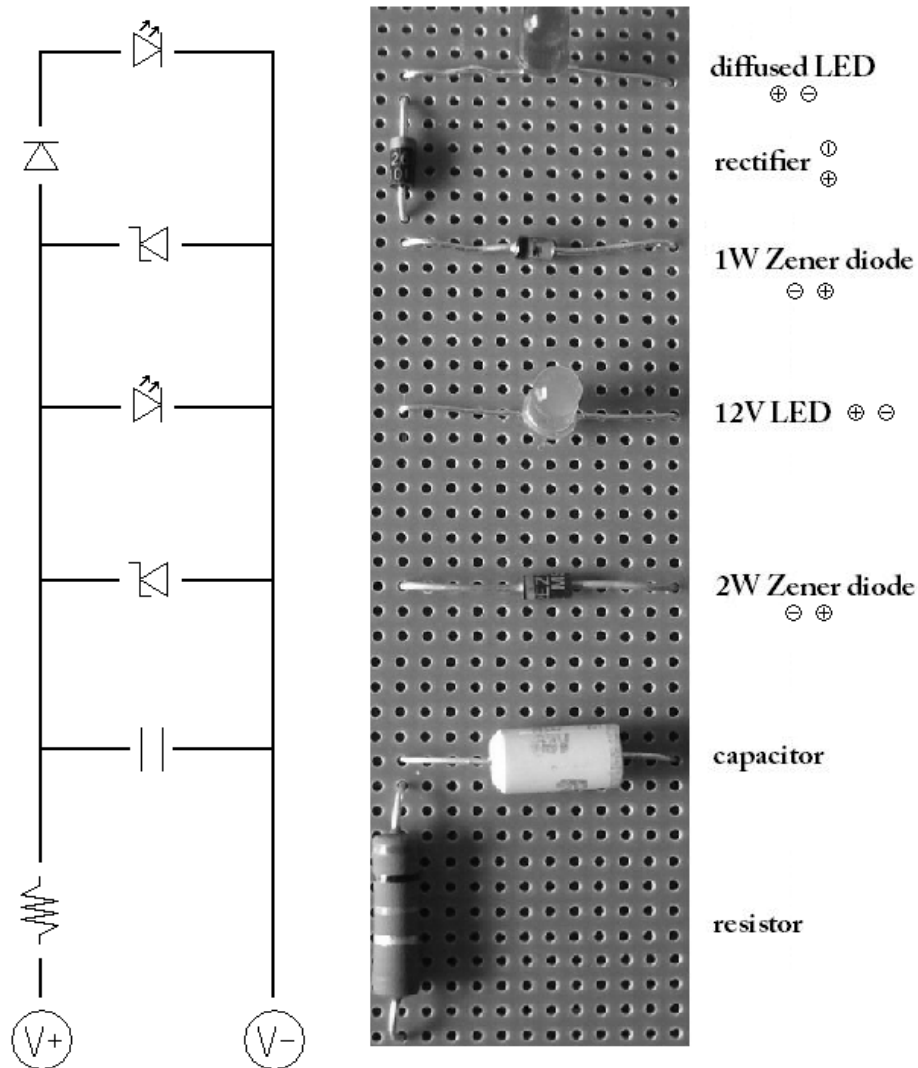 diffused LED
⊕ ⊖
rectifier ⊖
⊕
1W Zener diode
⊖ ⊕
12V LED ⊕ ⊖
2W Zener diode
⊖ ⊕
capacitor
resistor
V+ V-